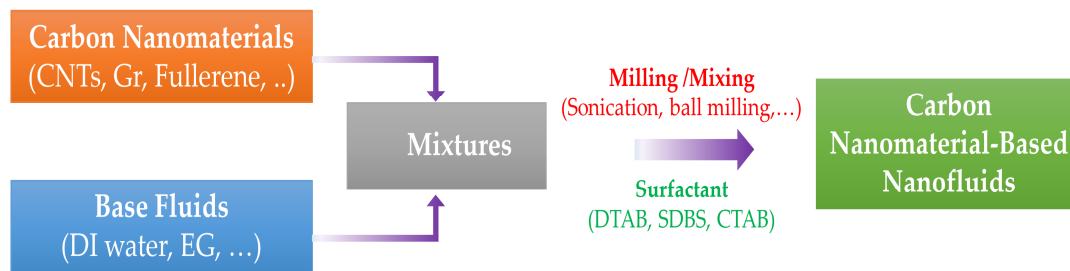 Carbon Nanomaterials
(CNTs, Gr, Fullerene, ..)
Base Fluids
(DI water, EG, …)
Mixtures
Milling /Mixing
(Sonication, ball milling,…)
Surfactant
(DTAB, SDBS, CTAB)
Carbon
Nanomaterial-Based
Nanofluids